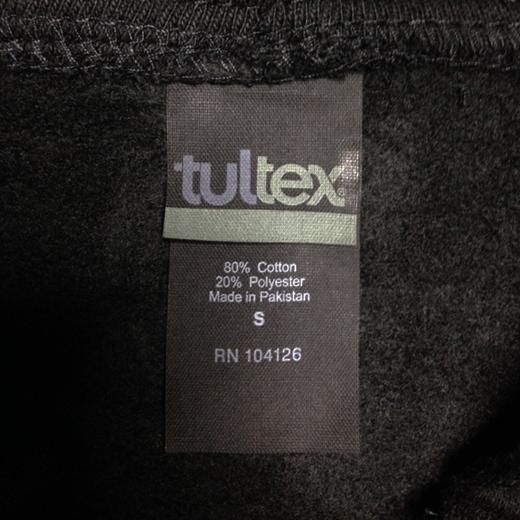 tultex
80% Cotton
20% Polyester
Made in Pakistan
S
RN 104126